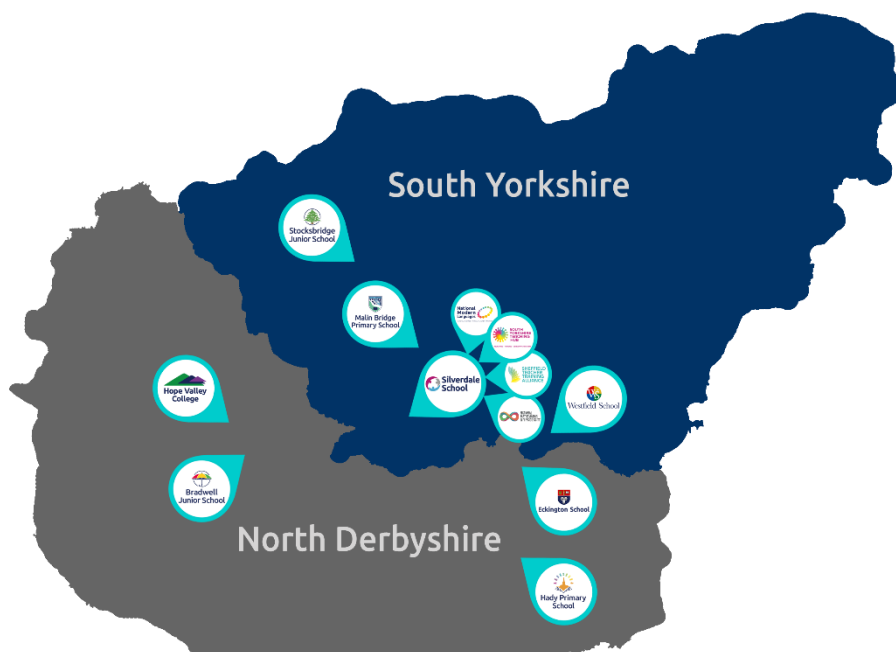 South Yorkshire
Stocksbridge
Junior School
National
Modern
Languages
Malin Bridge
Primary School
SOUTH
YORKSHIRE
TEACHING
HUB
SHEFFIELD
TEACHER
TRAINING
ALLIANCE
Silverdale
School
Hope Valley
College
Westfield School
Bradwell
Junior School
Eckington School
North Derbyshire
Hady Primary
School